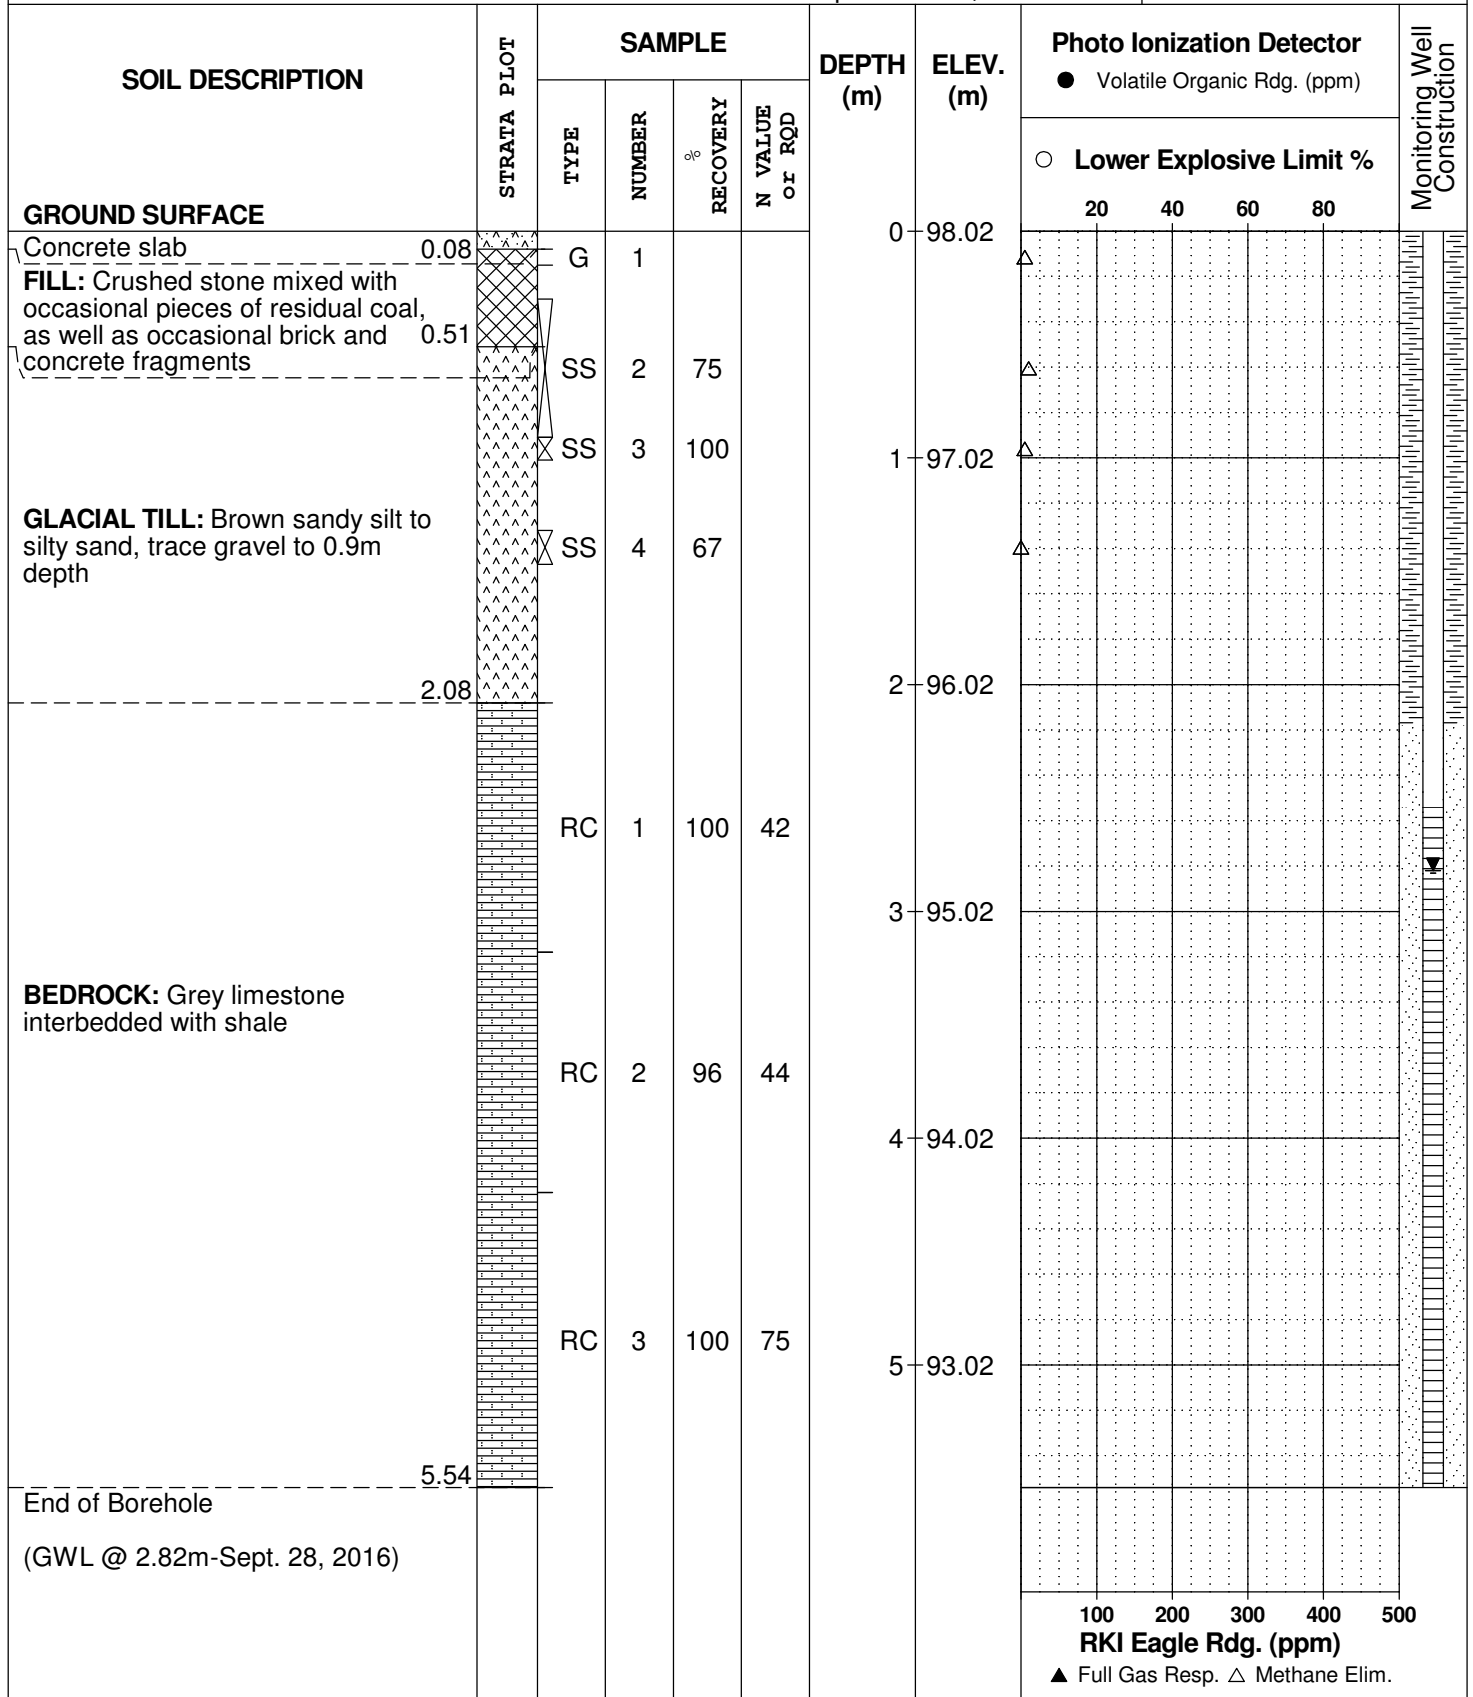 SOIL DESCRIPTION
STRATA PLOT
SAMPLE
TYPE
NUMBER
% RECOVERY
N VALUE or RQD
DEPTH (m)
ELEV. (m)
Photo Ionization Detector
● Volatile Organic Rdg. (ppm)
○ Lower Explosive Limit %
20 40 60 80
Monitoring Well Construction
GROUND SURFACE
0 98.02
Concrete slab 0.08
G 1
FILL: Crushed stone mixed with
occasional pieces of residual coal,
as well as occasional brick and 0.51
concrete fragments
SS 2 75
SS 3 100
1 97.02
GLACIAL TILL: Brown sandy silt to
silty sand, trace gravel to 0.9m
depth
SS 4 67
2.08
2 96.02
RC 1 100 42
3 95.02
BEDROCK: Grey limestone
interbedded with shale
RC 2 96 44
4 94.02
RC 3 100 75
5 93.02
5.54
End of Borehole
(GWL @ 2.82m-Sept. 28, 2016)
100 200 300 400 500
RKI Eagle Rdg. (ppm)
▲ Full Gas Resp. △ Methane Elim.